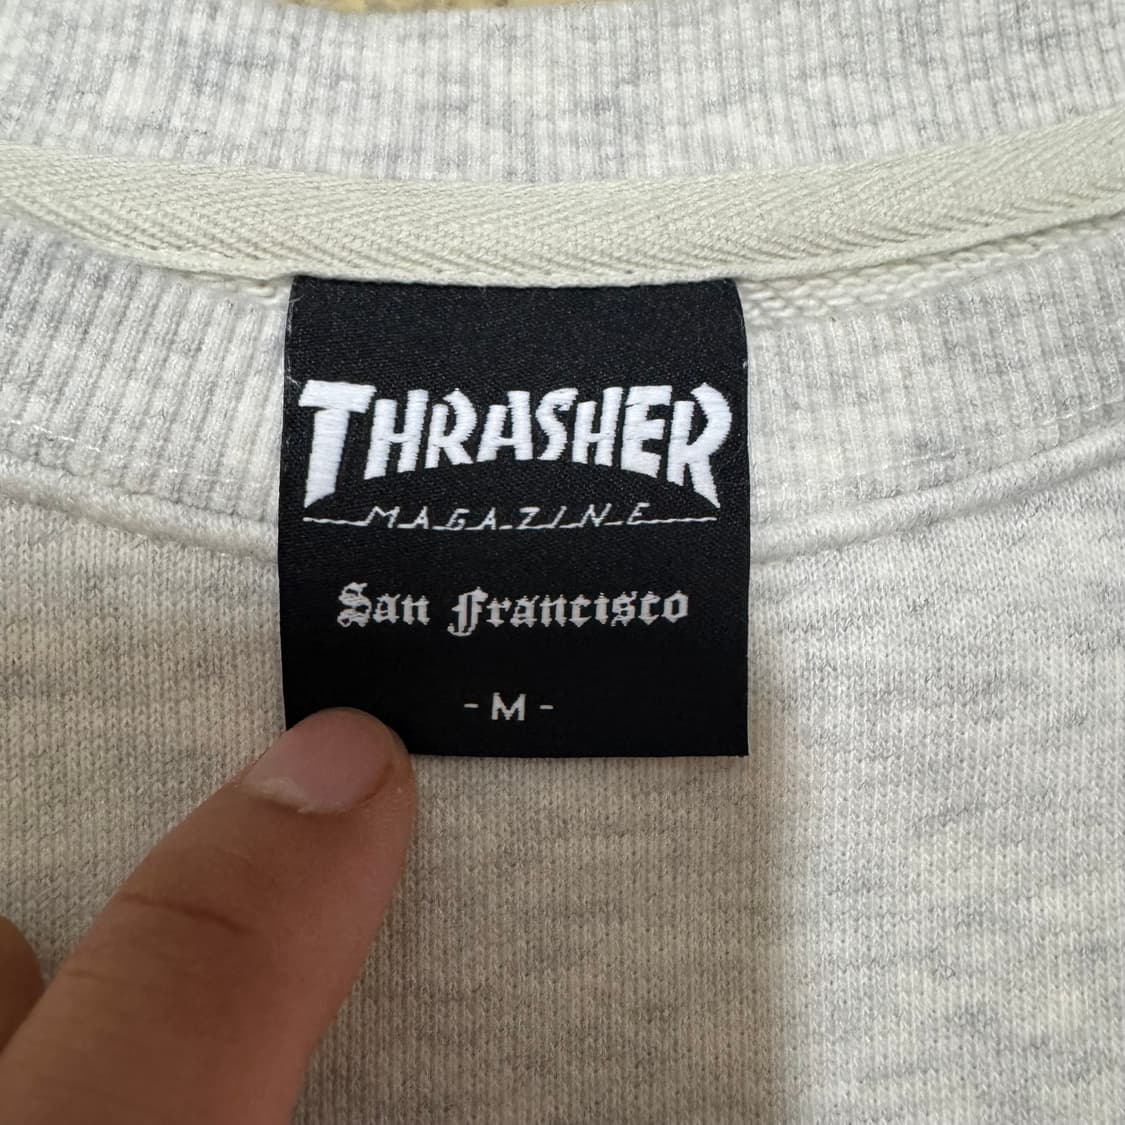 THRASHER
MAGAZINE
San Francisco
- M -